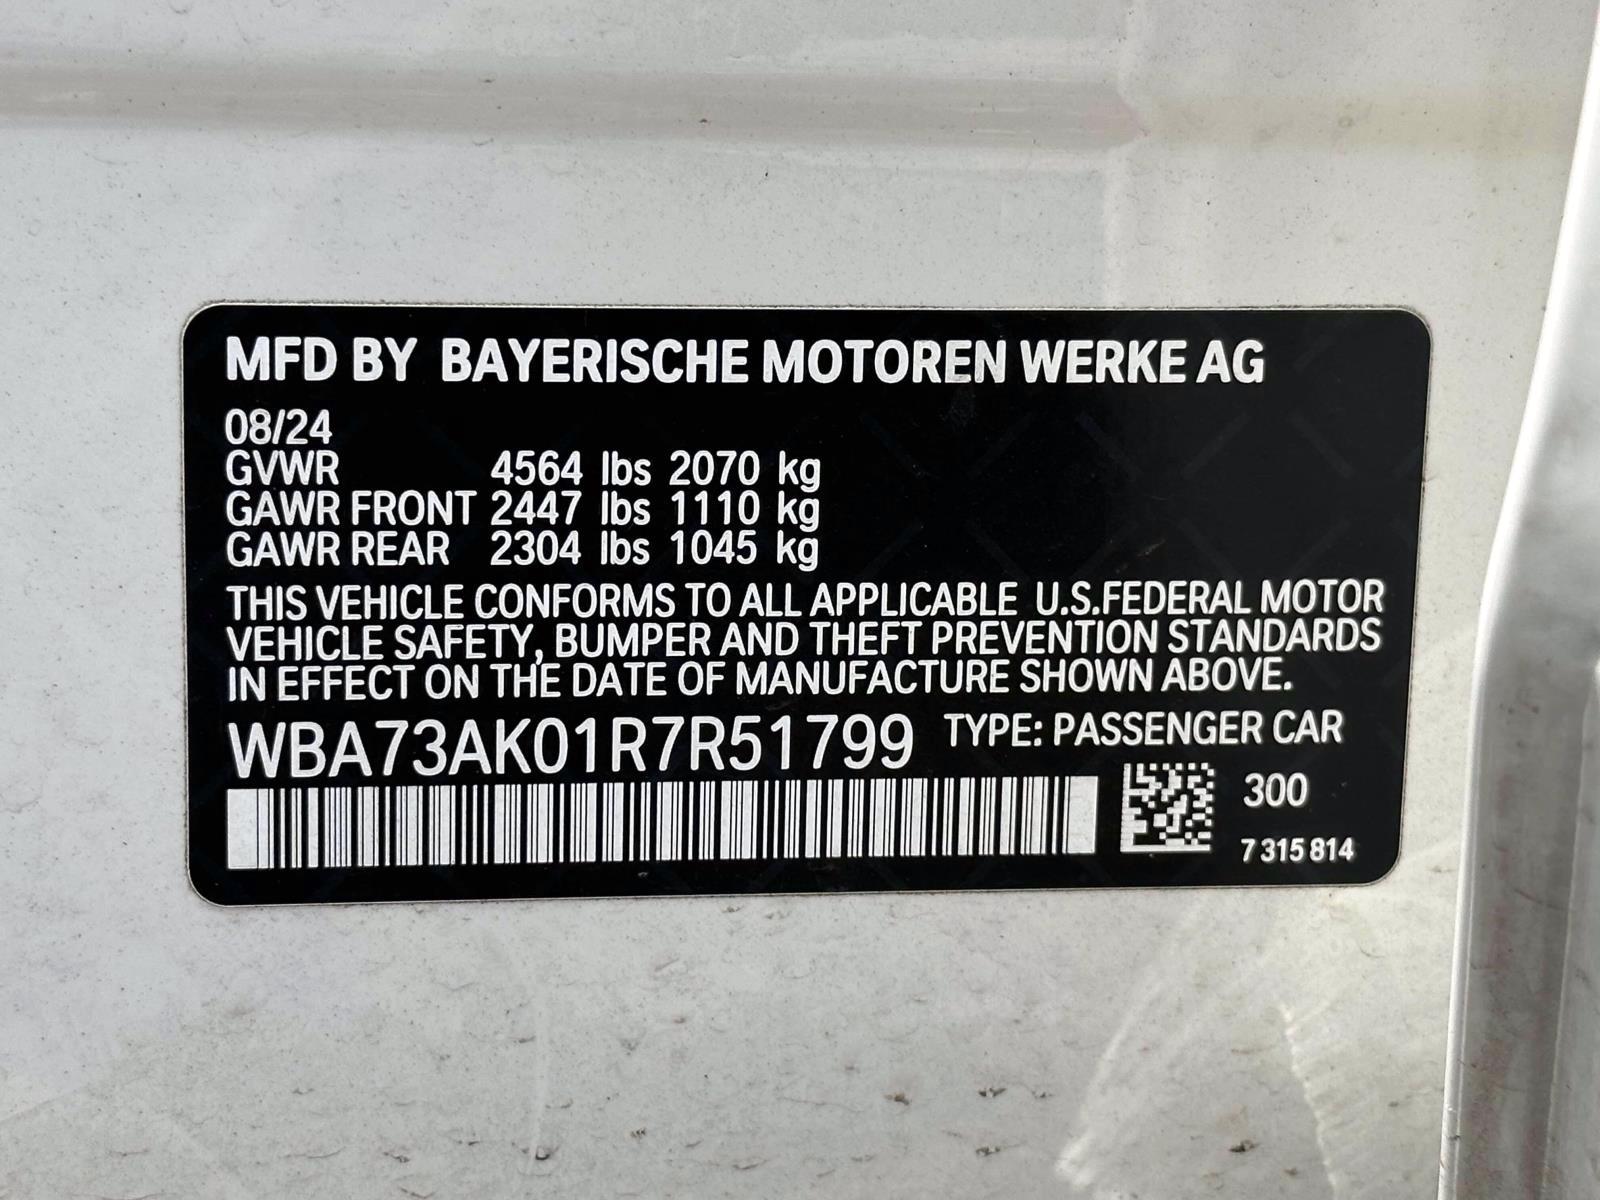 MFD BY BAYERISCHE MOTOREN WERKE AG
08/24
GVWR 4564 lbs 2070 kg
GAWR FRONT 2447 lbs 1110 kg
GAWR REAR 2304 lbs 1045 kg
THIS VEHICLE CONFORMS TO ALL APPLICABLE U.S.FEDERAL MOTOR
VEHICLE SAFETY, BUMPER AND THEFT PREVENTION STANDARDS
IN EFFECT ON THE DATE OF MANUFACTURE SHOWN ABOVE.
WBA73AK01R7R51799 TYPE: PASSENGER CAR
300
7 315 814